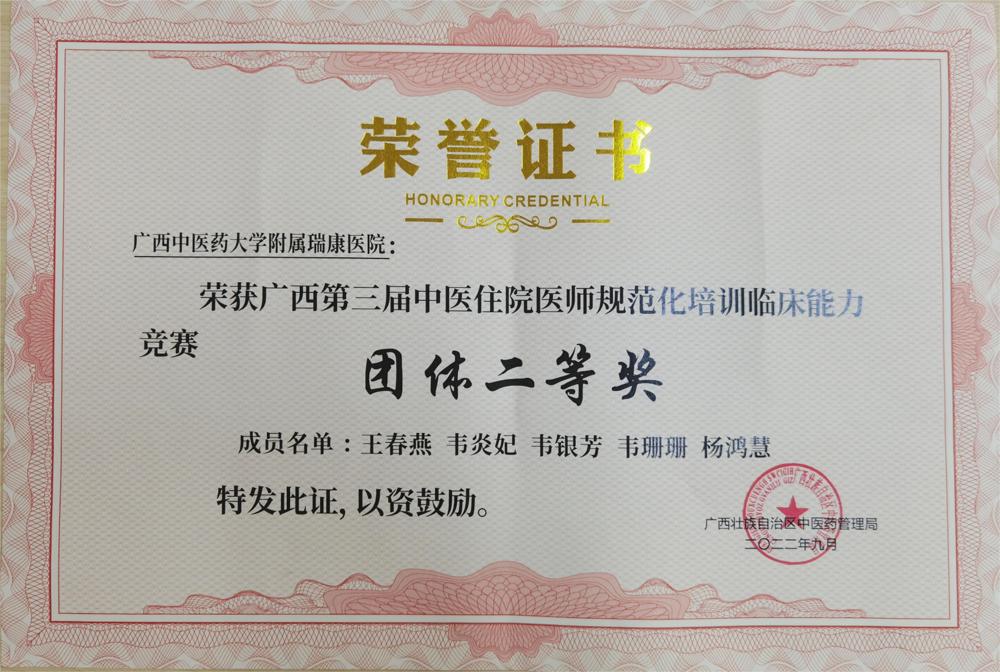 荣誉证书
HONORARY CREDENTIAL
广西中医药大学附属瑞康医院：
荣获广西第三届中医住院医师规范化培训临床能力
竞赛
团体二等奖
成员名单：王春燕 韦炎妃 韦银芳 韦珊珊 杨鸿慧
特发此证，以资鼓励。
广西壮族自治区中医药管理局
二〇二二年九月